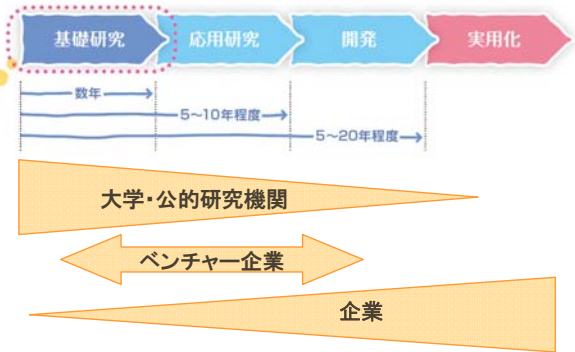 基礎研究
応用研究
開発
実用化
数年
5～10年程度
5～20年程度
大学・公的研究機関
ベンチャー企業
企業